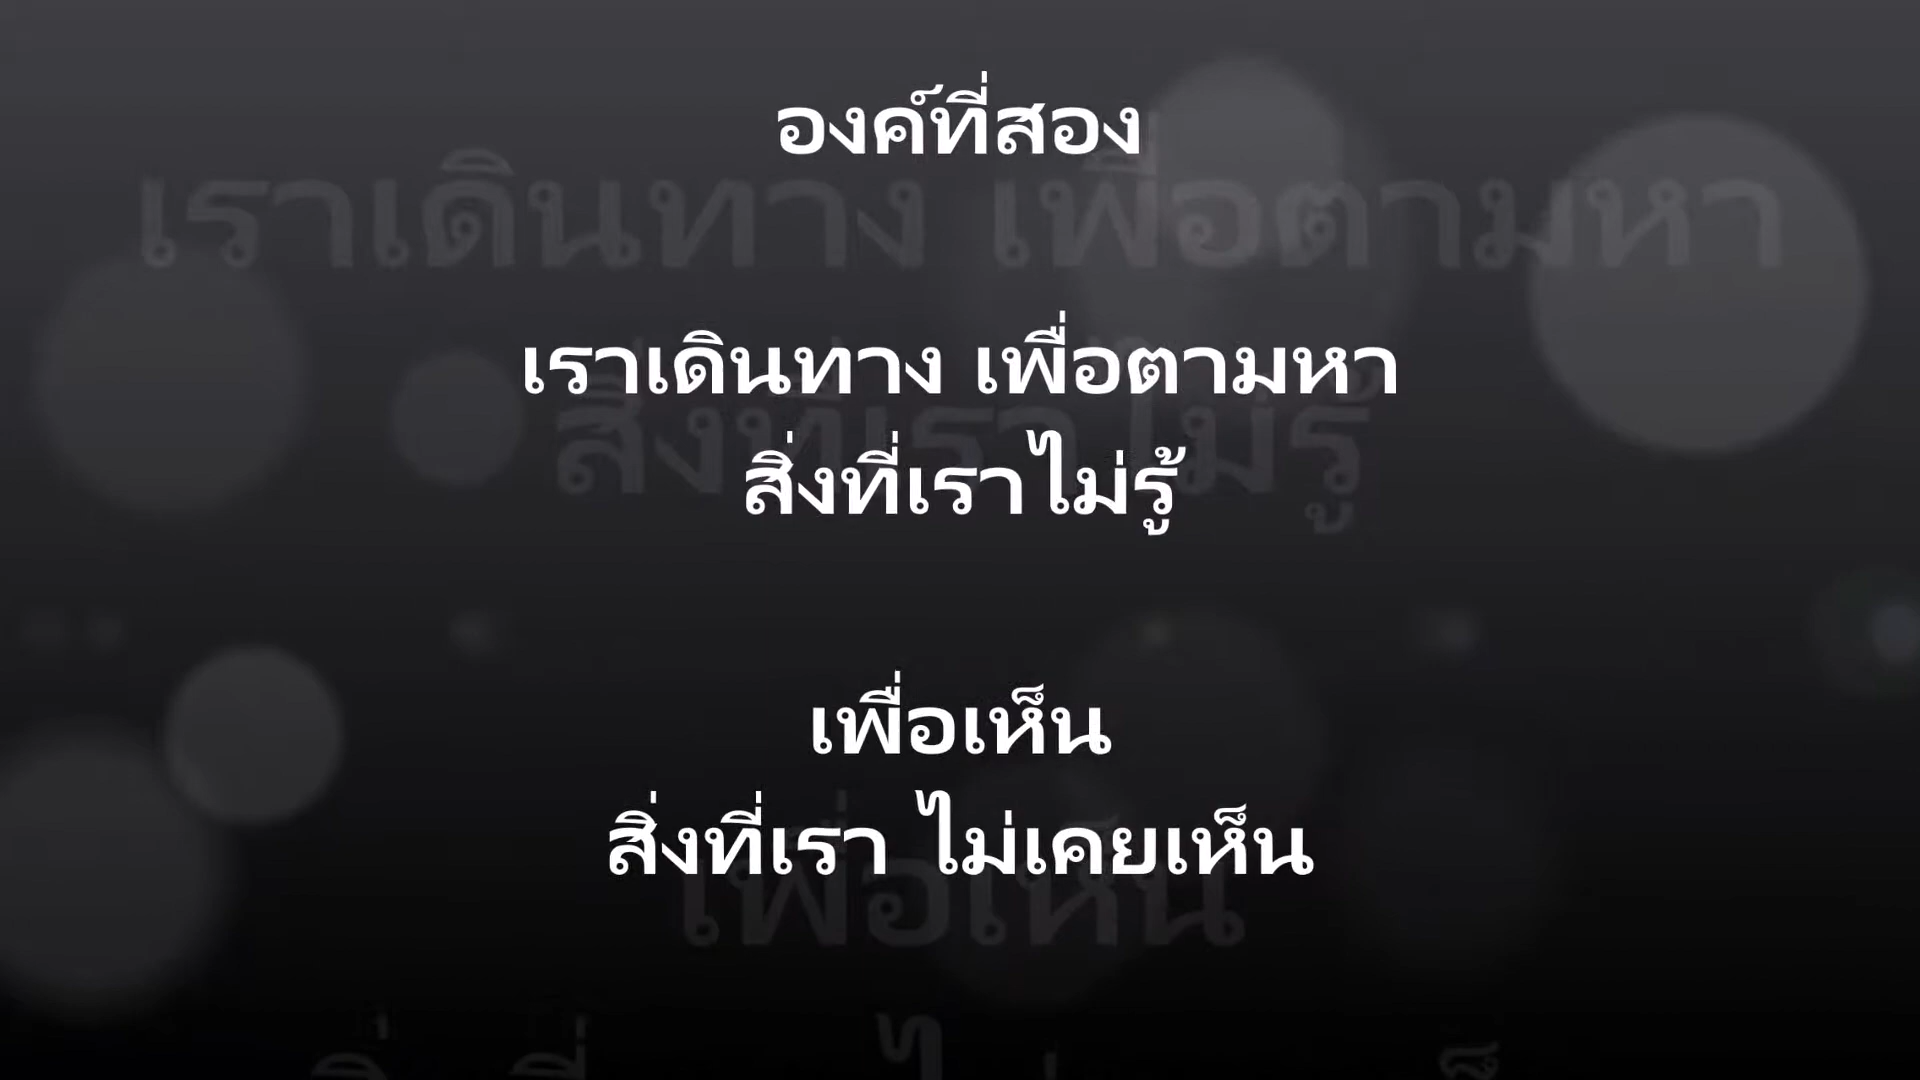 องค์ที่สอง
เราเดินทาง เพื่อตามหา
สิ่งที่เราไม่รู้
เพื่อเห็น
สิ่งที่เรา ไม่เคยเห็น